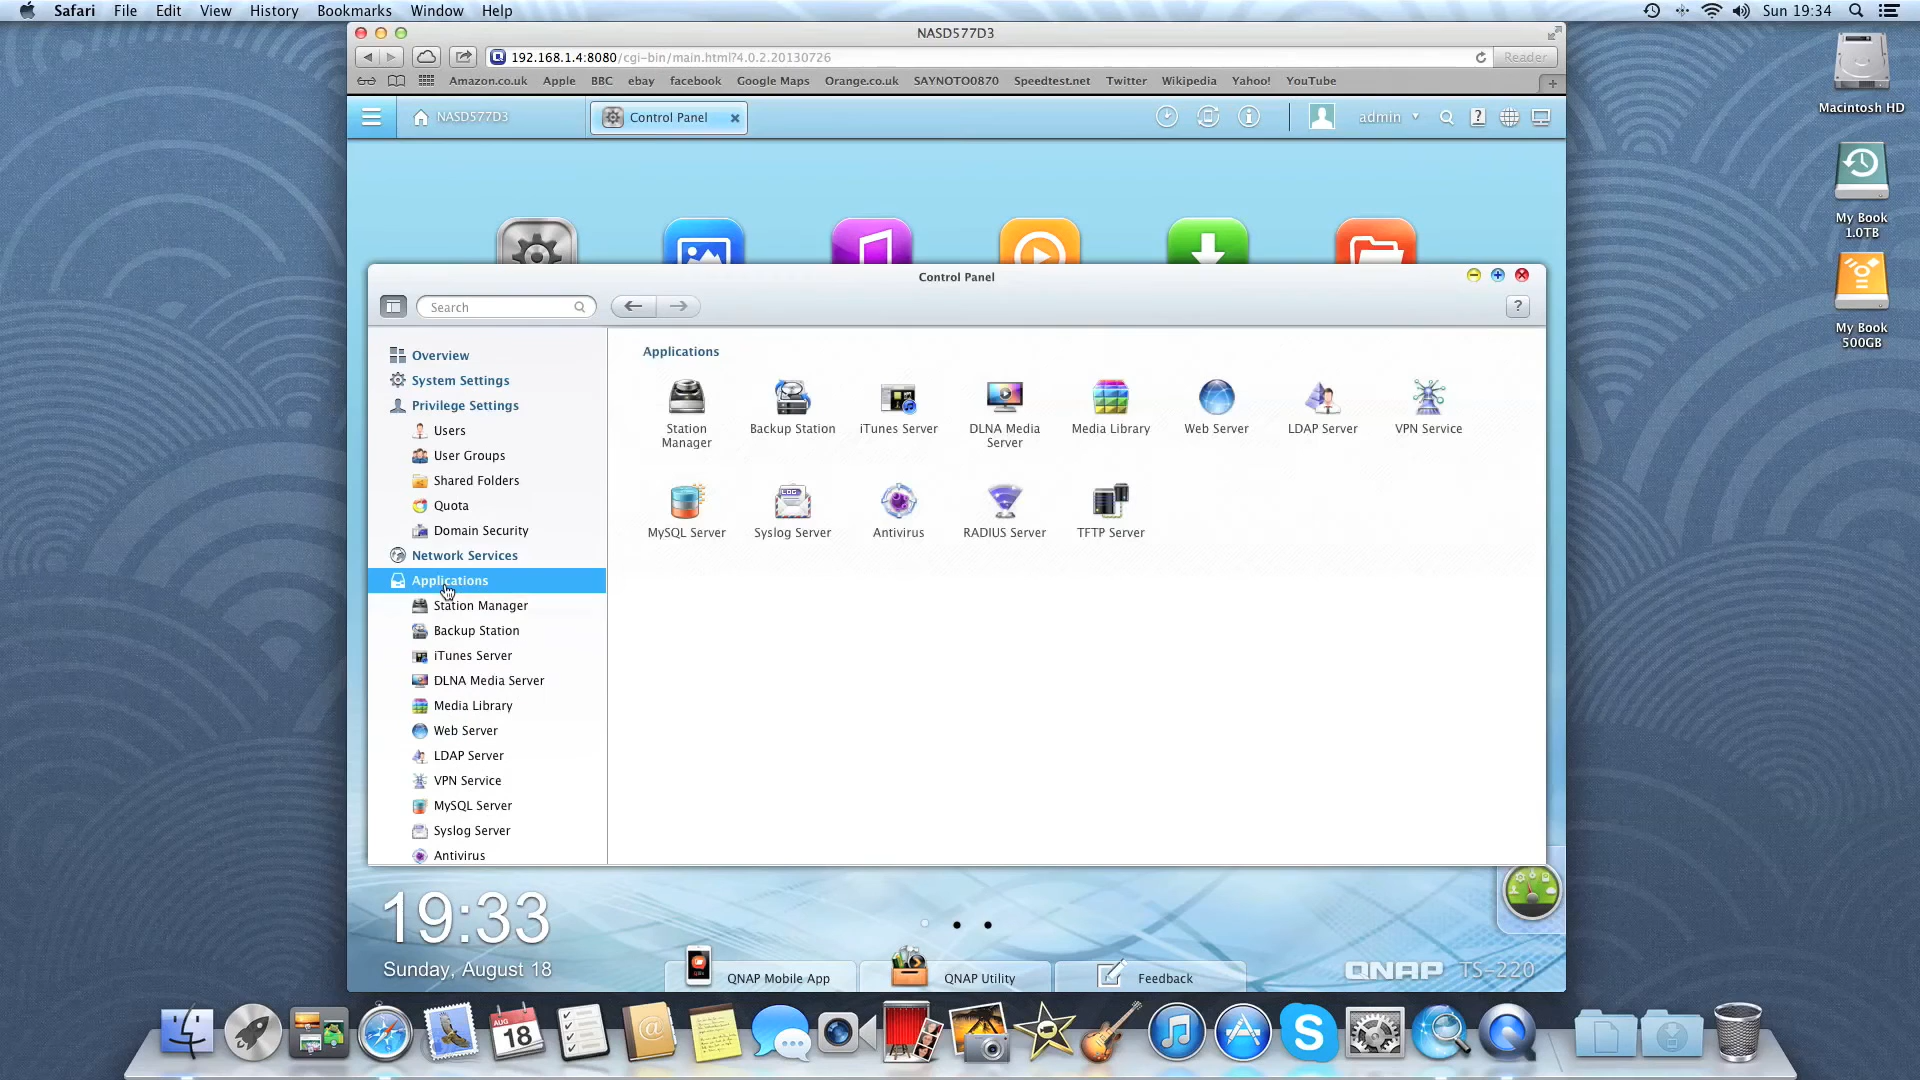 Safari File Edit View History Bookmarks Window Help
Sun 19:34
NASD577D3
192.168.1.4:8080/cgi-bin/main.html?4.0.2.20130726
Reader
Amazon.co.uk Apple BBC ebay facebook Google Maps Orange.co.uk SAYNOTO0870 Speedtest.net Twitter Wikipedia Yahoo! YouTube
NASD577D3
Control Panel
admin
Macintosh HD
My Book
1.0TB
My Book
500GB
Control Panel
Search
?
Overview
System Settings
Privilege Settings
Users
User Groups
Shared Folders
Quota
Domain Security
Network Services
Applications
Station Manager
Backup Station
iTunes Server
DLNA Media Server
Media Library
Web Server
LDAP Server
VPN Service
MySQL Server
Syslog Server
Antivirus
Applications
Station
Manager
Backup Station
iTunes Server
DLNA Media
Server
Media Library
Web Server
LDAP Server
VPN Service
LOG
MySQL Server
Syslog Server
Antivirus
RADIUS Server
TFTP Server
19:33
Sunday, August 18
QNAP Mobile App
QNAP Utility
Feedback
QNAP TS-220
AUG
18